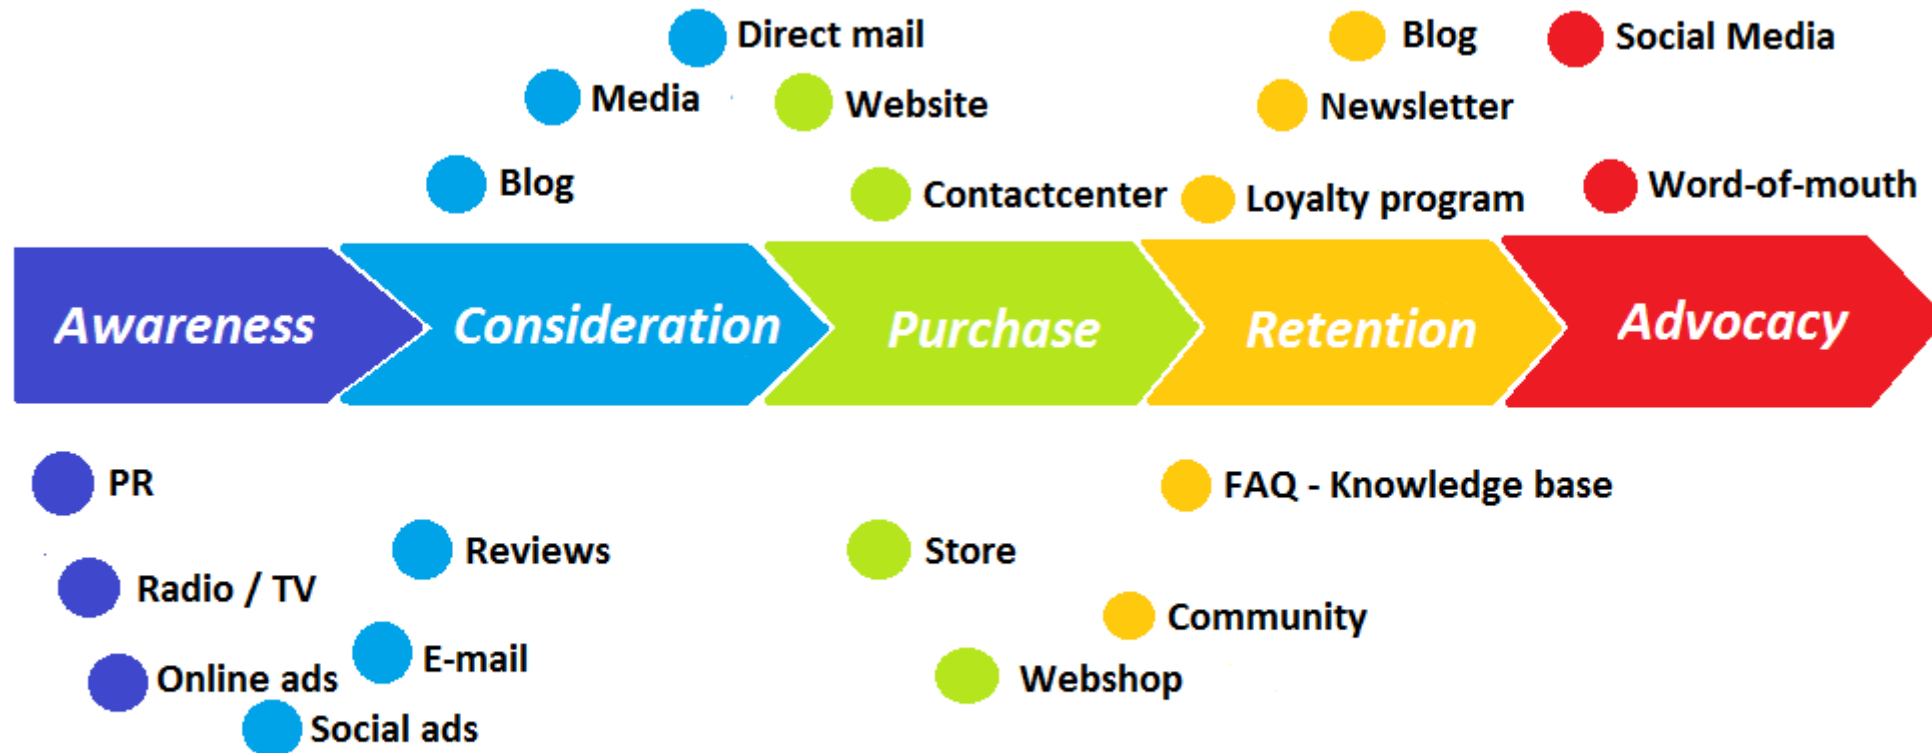 Direct mail
Blog
Social Media
Media
Website
Newsletter
Blog
Contactcenter
Loyalty program
Word-of-mouth
Awareness
Consideration
Purchase
Retention
Advocacy
PR
FAQ - Knowledge base
Reviews
Store
Radio / TV
Community
E-mail
Online ads
Webshop
Social ads